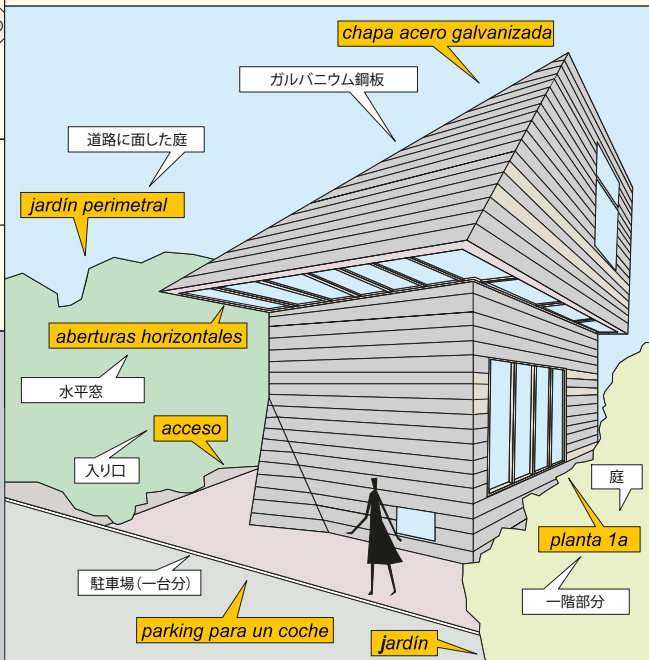 chapa acero galvanizada
ガルバニウム鋼板
道路に面した庭
jardín perimetral
aberturas horizontales
水平窓
acceso
入り口
庭
planta 1a
駐車場(一台分)
一階部分
parking para un coche
jardín